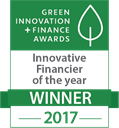 GREEN
INNOVATION
+ FINANCE
AWARDS
Innovative
Financier
of the year
WINNER
2017